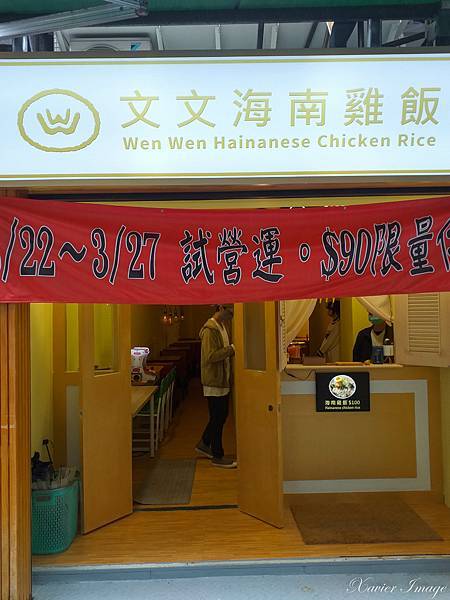 文文海南雞飯
Wen Wen Hainanese Chicken Rice
/22～3/27 試營運。$90限量
海南雞飯 $100
Hainanese chicken rice
Xavier Image